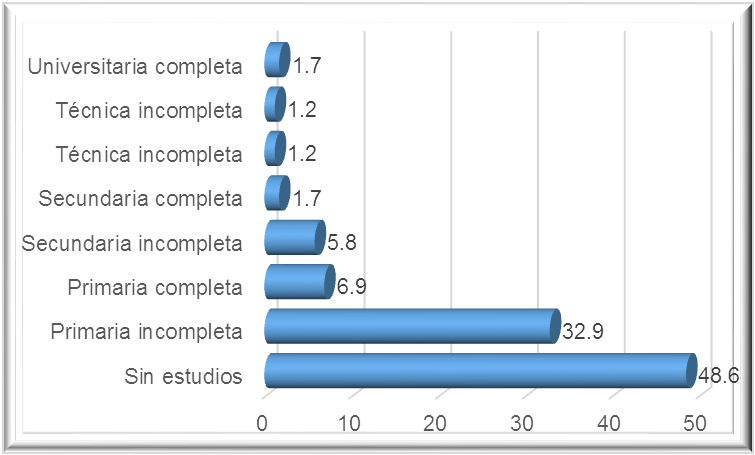 Universitaria completa 1.7
Técnica incompleta 1.2
Técnica incompleta 1.2
Secundaria completa 1.7
Secundaria incompleta 5.8
Primaria completa 6.9
Primaria incompleta 32.9
Sin estudios 48.6
0 10 20 30 40 50